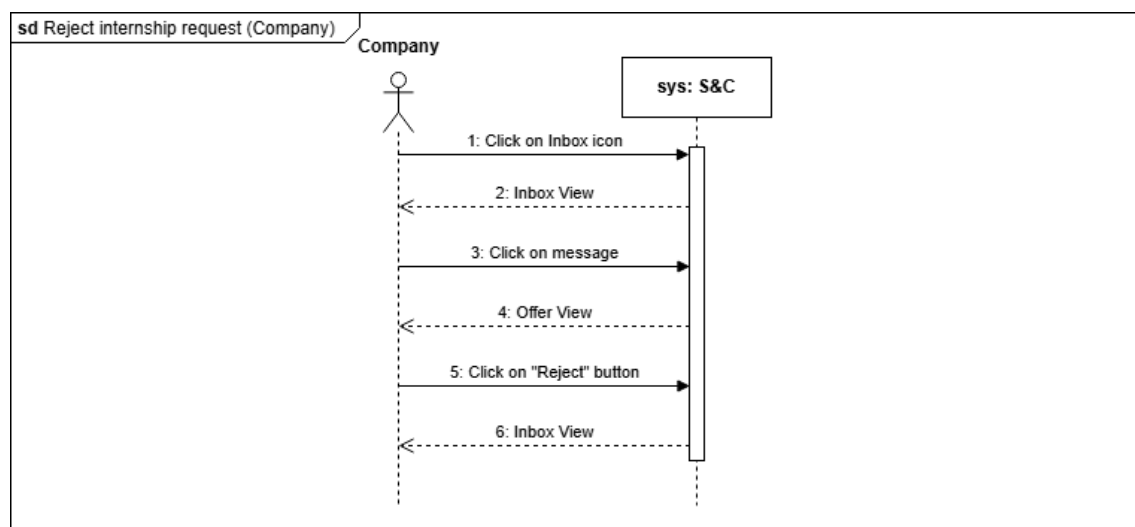 sd Reject internship request (Company)
Company
sys: S&C
1: Click on Inbox icon
2: Inbox View
3: Click on message
4: Offer View
5: Click on "Reject" button
6: Inbox View